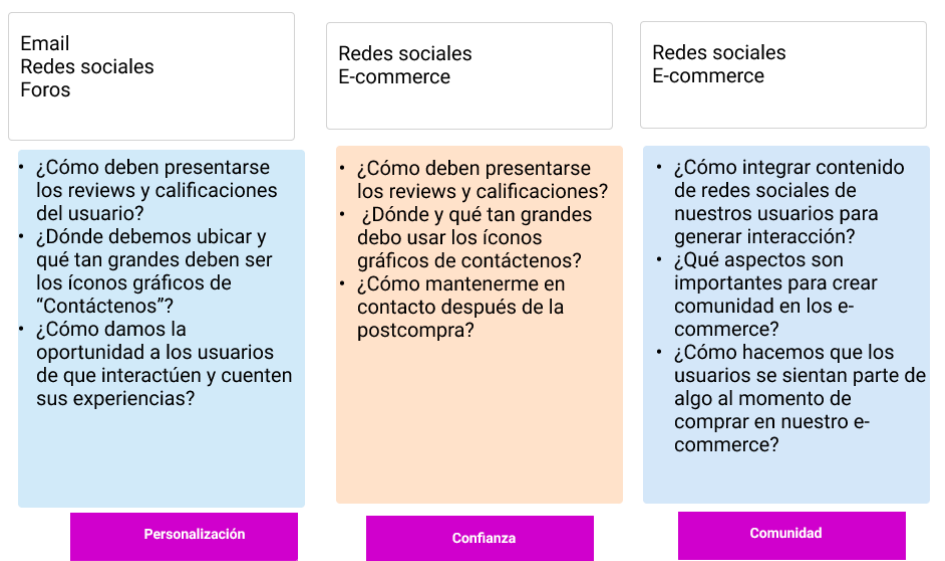 Email
Redes sociales
Foros
Redes sociales
E-commerce
Redes sociales
E-commerce
• ¿Cómo deben presentarse
los reviews y calificaciones
del usuario?
• ¿Dónde debemos ubicar y
qué tan grandes deben ser
los íconos gráficos de
“Contáctenos”?
• ¿Cómo damos la
oportunidad a los usuarios
de que interactúen y cuenten
sus experiencias?
• ¿Cómo deben presentarse
los reviews y calificaciones?
• ¿Dónde y qué tan grandes
debo usar los íconos
gráficos de contáctenos?
• ¿Cómo mantenerme en
contacto después de la
postcompra?
• ¿Cómo integrar contenido
de redes sociales de
nuestros usuarios para
generar interacción?
• ¿Qué aspectos son
importantes para crear
comunidad en los e-
commerce?
• ¿Cómo hacemos que los
usuarios se sientan parte de
algo al momento de
comprar en nuestro e-
commerce?
Personalización
Confianza
Comunidad